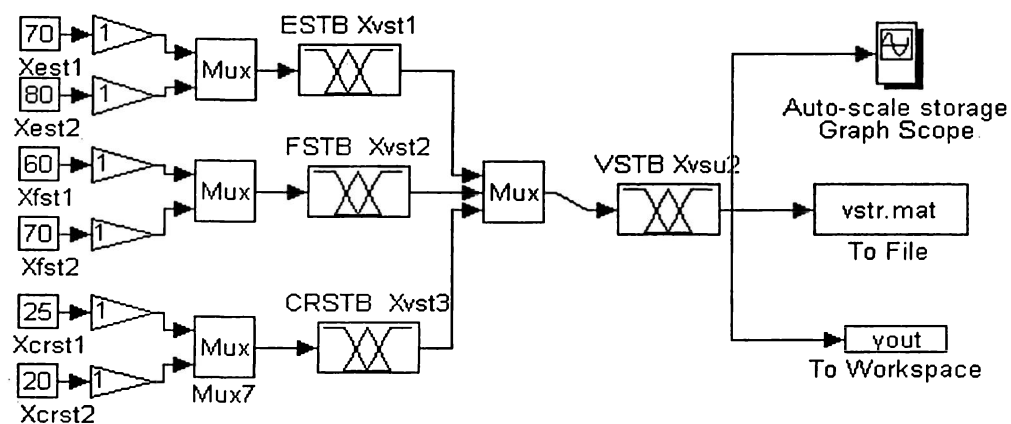 70
1
Xest1
80
1
Xest2
Mux
ESTB Xvst1
60
1
Xfst1
70
1
Xfst2
Mux
FSTB Xvst2
25
1
Xcrst1
20
1
Xcrst2
Mux
Mux7
CRSTB Xvst3
Mux
VSTB Xvsu2
Auto-scale storage
Graph Scope
vstr.mat
To File
yout
To Workspace